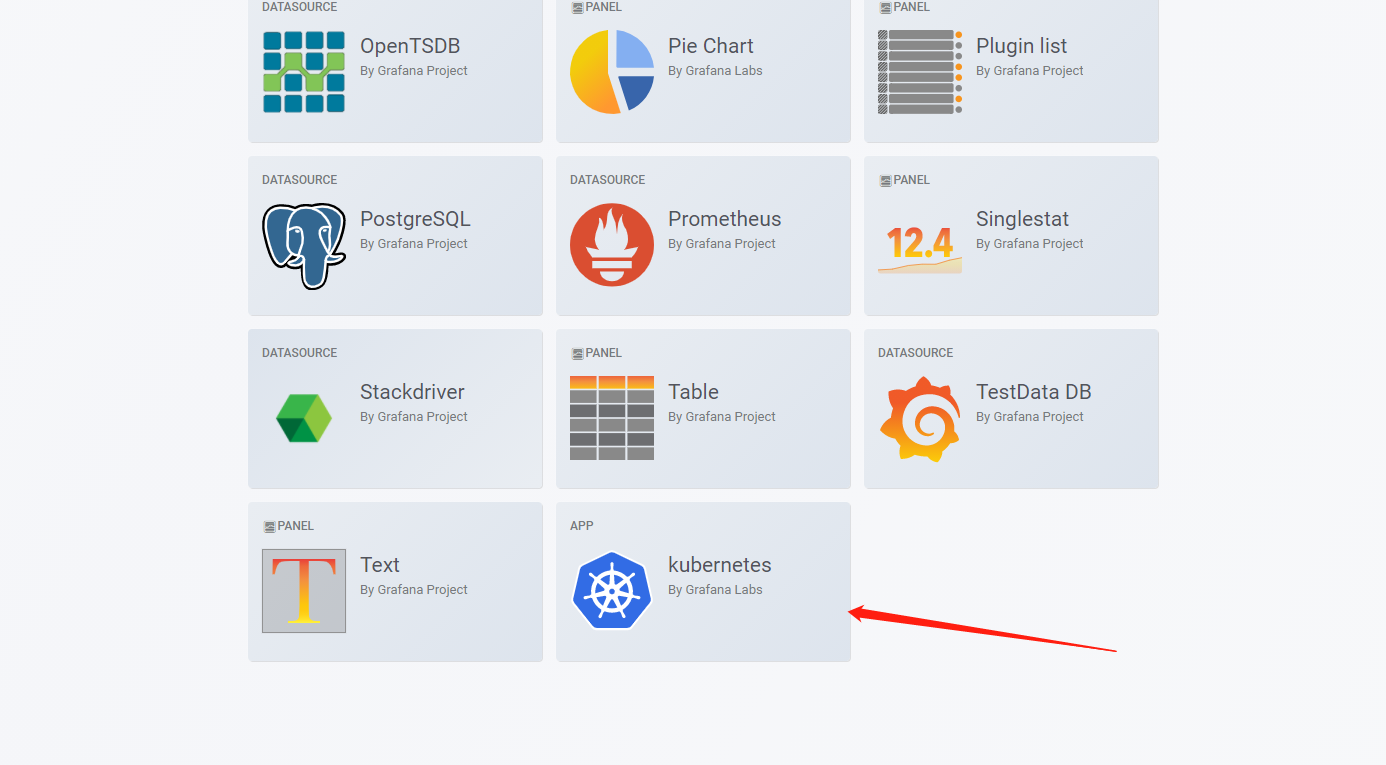 DATASOURCE
OpenTSDB
By Grafana Project
PANEL
Pie Chart
By Grafana Labs
PANEL
Plugin list
By Grafana Project
DATASOURCE
PostgreSQL
By Grafana Project
DATASOURCE
Prometheus
By Grafana Project
PANEL
12.4
Singlestat
By Grafana Project
DATASOURCE
Stackdriver
By Grafana Project
PANEL
Table
By Grafana Project
DATASOURCE
TestData DB
By Grafana Project
PANEL
T
Text
By Grafana Project
APP
kubernetes
By Grafana Labs